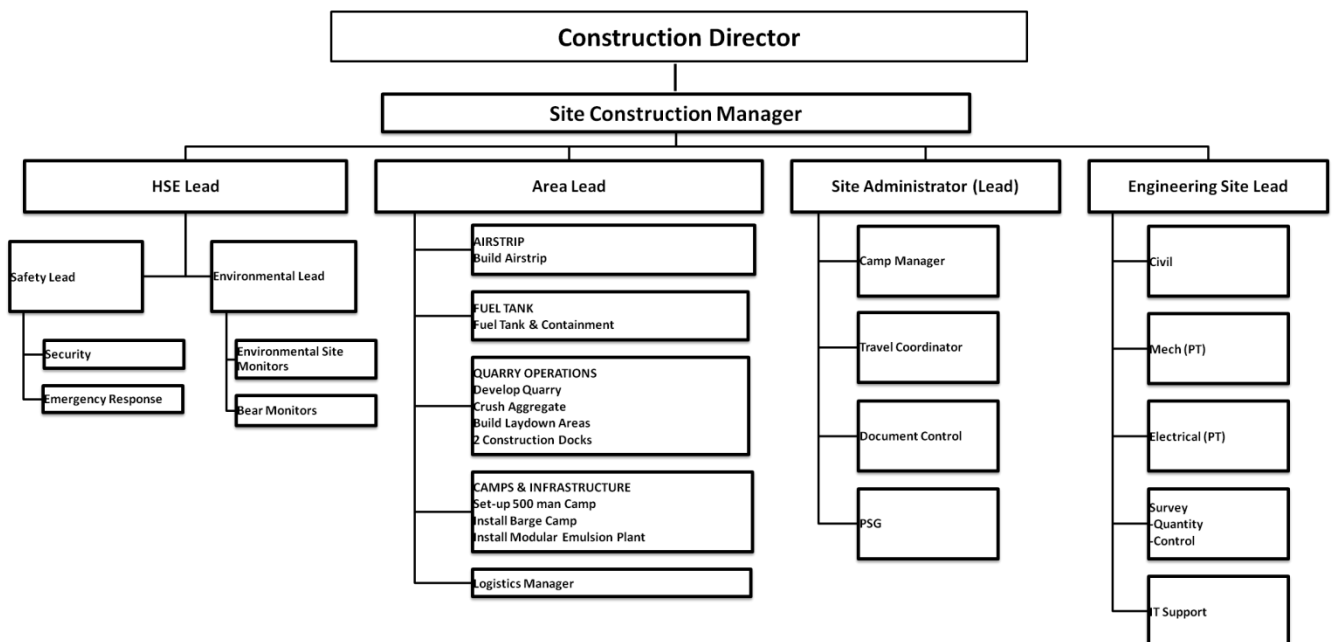 Construction Director
Site Construction Manager
HSE Lead
Area Lead
Site Administrator (Lead)
Engineering Site Lead
Safety Lead
Environmental Lead
Security
Emergency Response
Environmental Site
Monitors
Bear Monitors
AIRSTRIP
Build Airstrip
FUEL TANK
Fuel Tank & Containment
QUARRY OPERATIONS
Develop Quarry
Crush Aggregate
Build Laydown Areas
2 Construction Docks
CAMPS & INFRASTRUCTURE
Set-up 500 man Camp
Install Barge Camp
Install Modular Emulsion Plant
Logistics Manager
Camp Manager
Travel Coordinator
Document Control
PSG
Civil
Mech (PT)
Electrical (PT)
Survey
-Quantity
-Control
IT Support